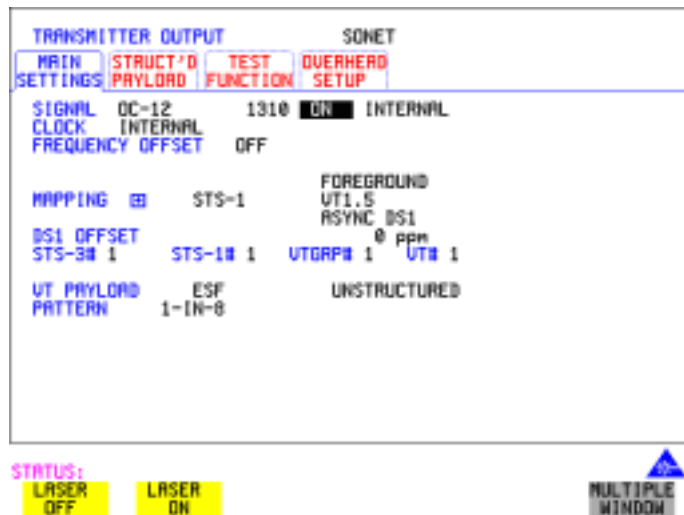 TRANSMITTER OUTPUT SONET
MAIN SETTINGS STRUCT'D PAYLOAD TEST FUNCTION OVERHEAD SETUP
SIGNAL OC-12 1310 ON INTERNAL
CLOCK INTERNAL
FREQUENCY OFFSET OFF
FOREGROUND
MAPPING STS-1 VT1.5
ASYNC DS1
DS1 OFFSET 0 ppm
STS-3# 1 STS-1# 1 VTGRP# 1 VT# 1
VT PAYLOAD ESF UNSTRUCTURED
PATTERN 1-IN-8
STATUS:
LASER OFF LASER ON MULTIPLE WINDOW